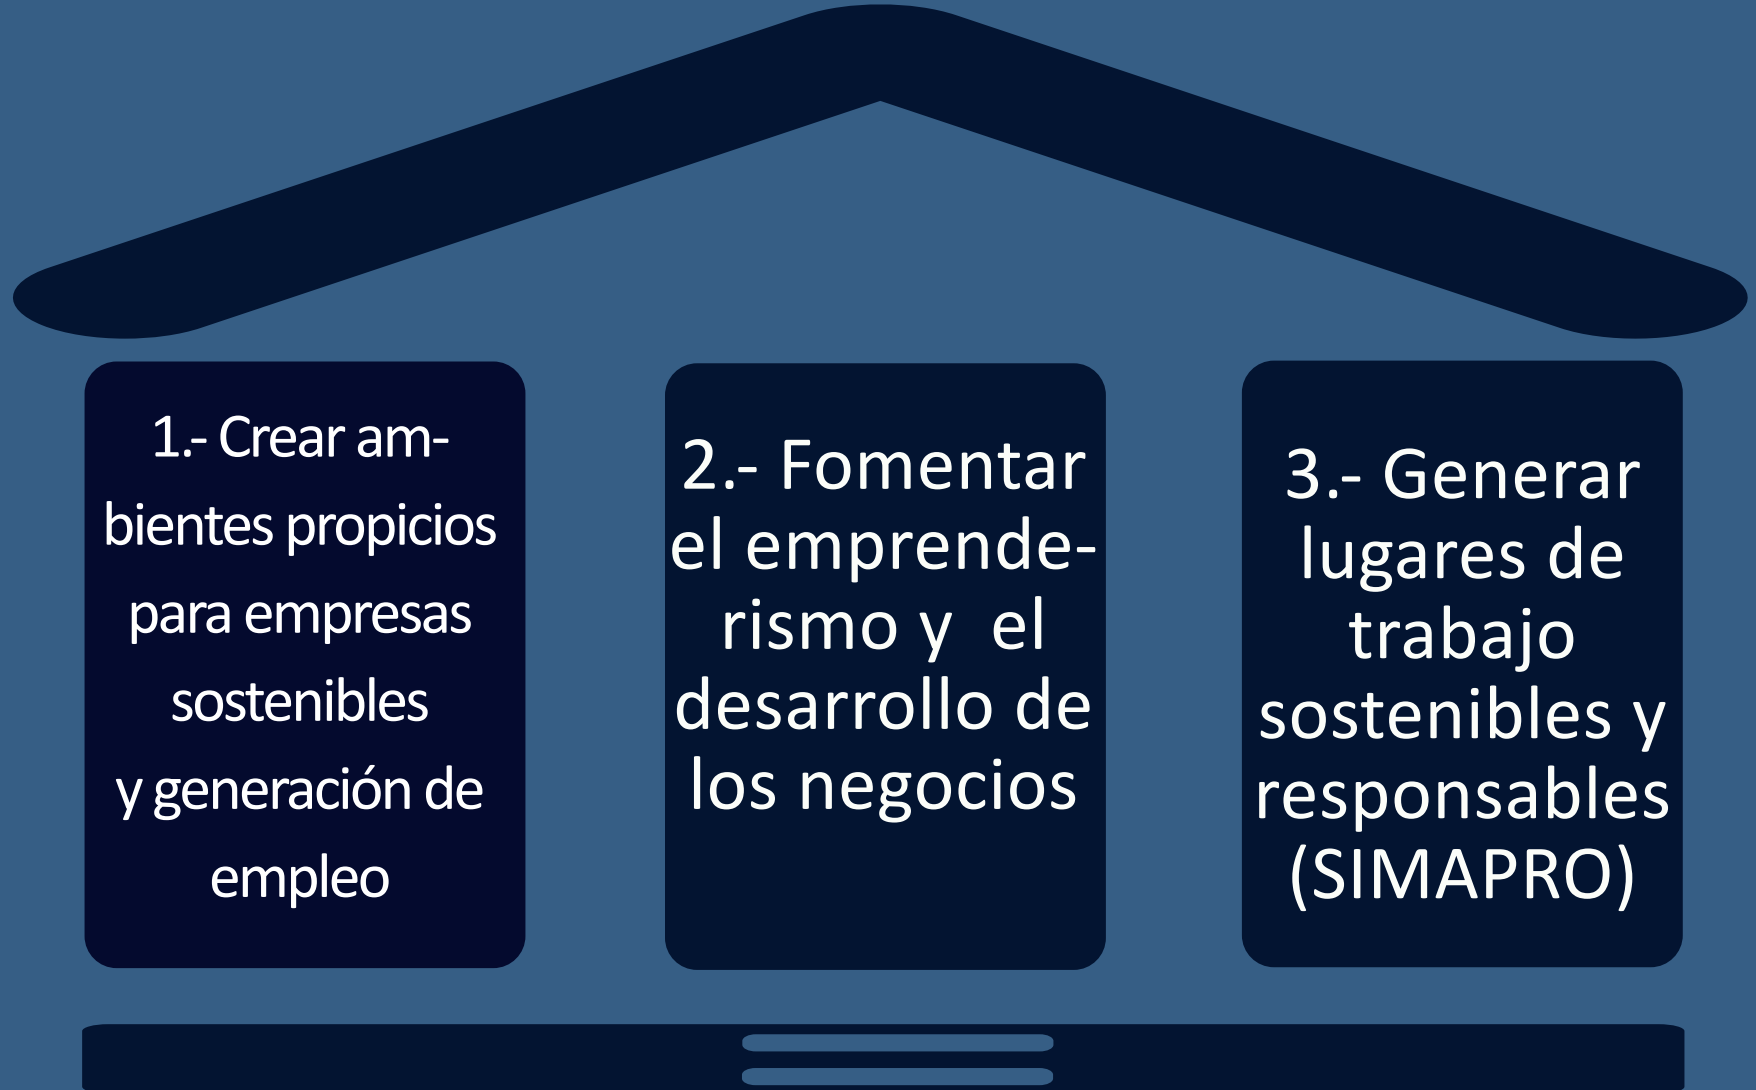 1.- Crear am-
bientes propicios
para empresas
sostenibles
y generación de
empleo
2.- Fomentar
el emprende-
rismo y  el
desarrollo de
los negocios
3.- Generar
lugares de
trabajo
sostenibles y
responsables
(SIMAPRO)